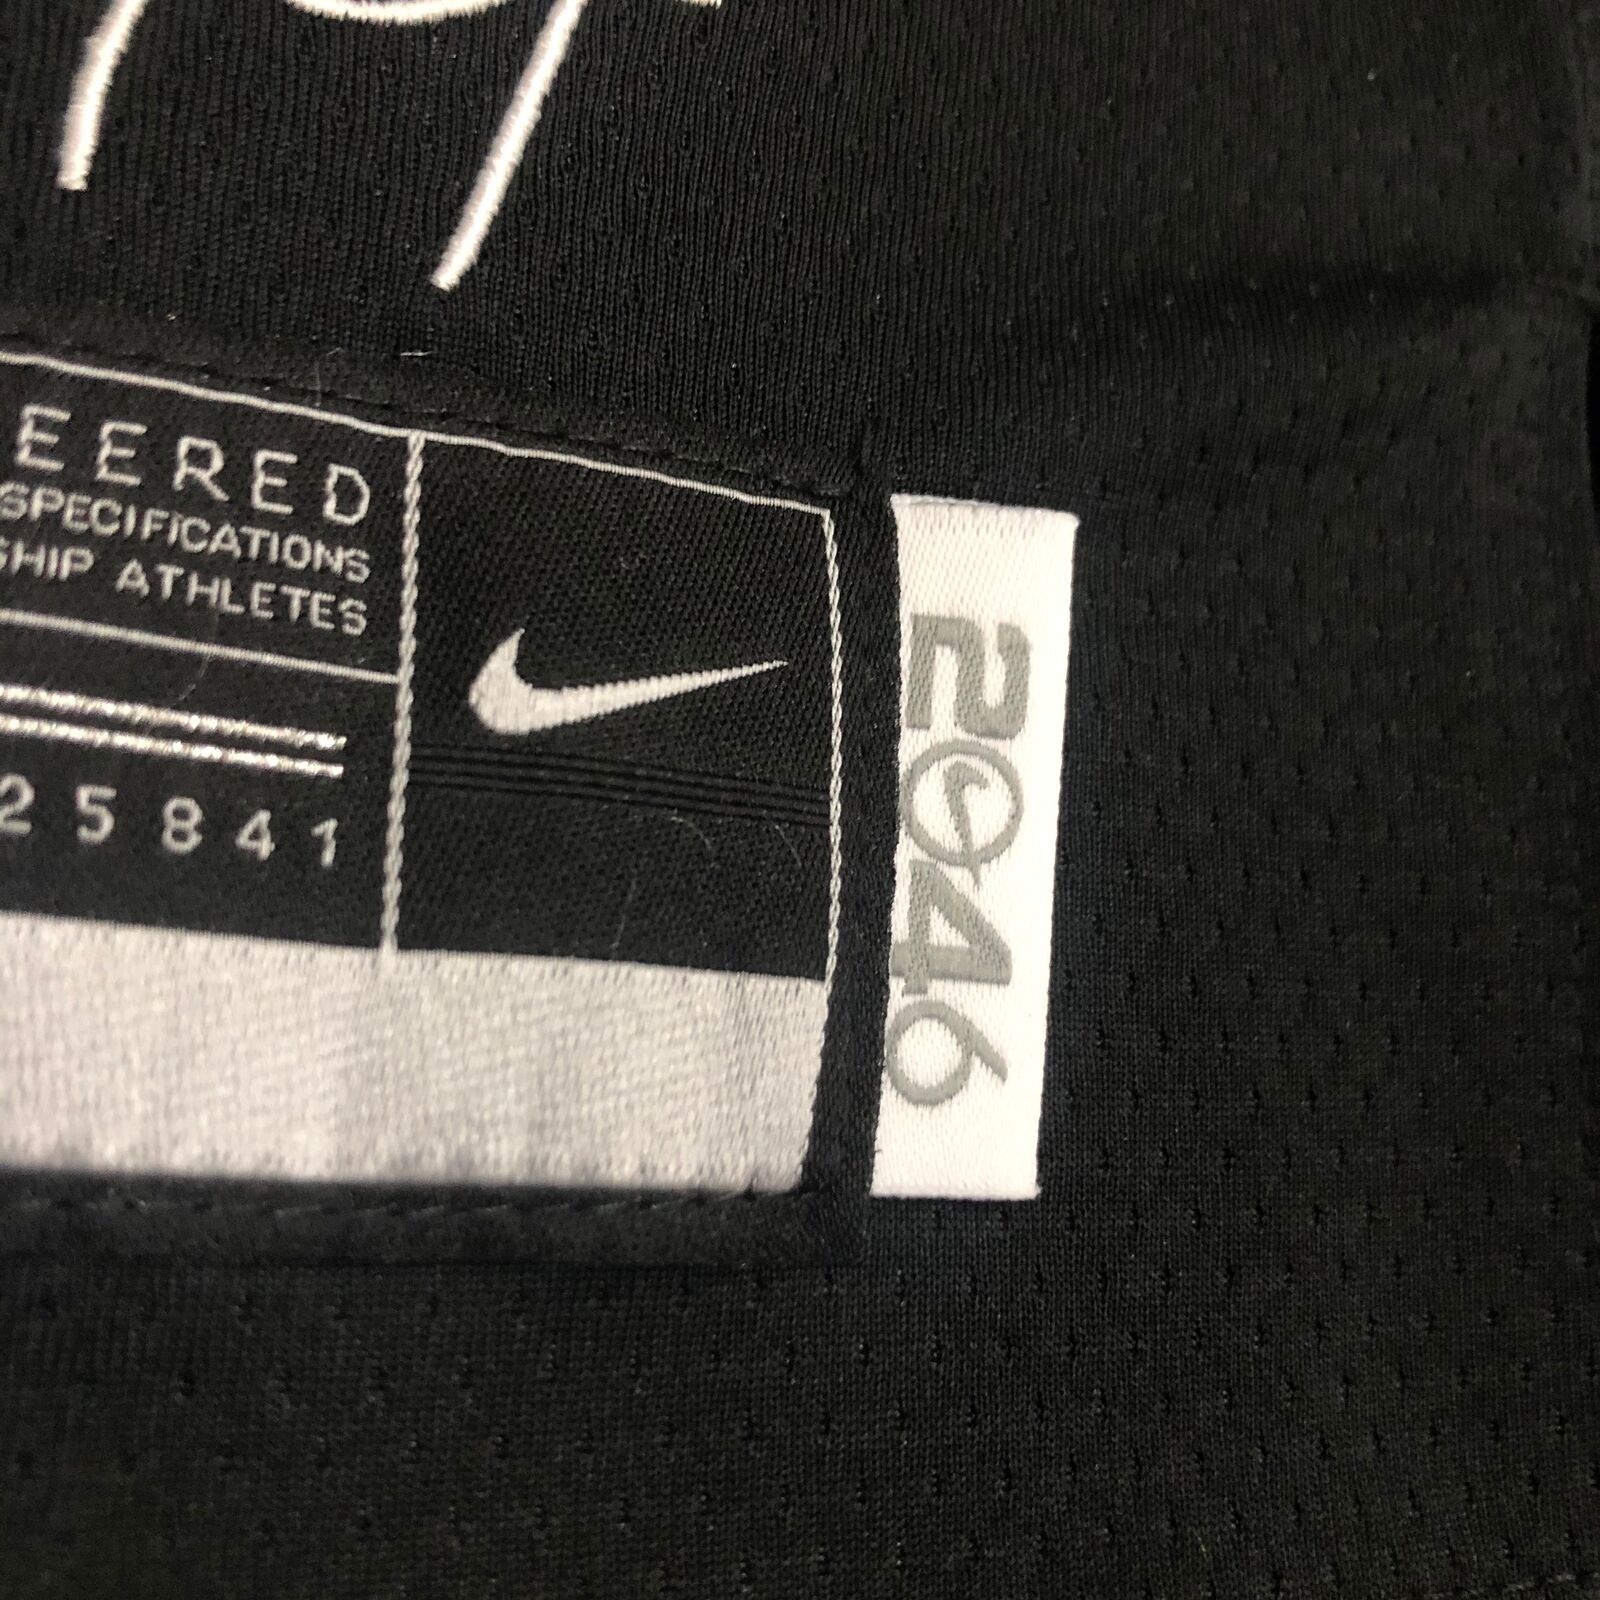 EERED
SPECIFICATIONS
SHIP ATHLETES
25841
2046